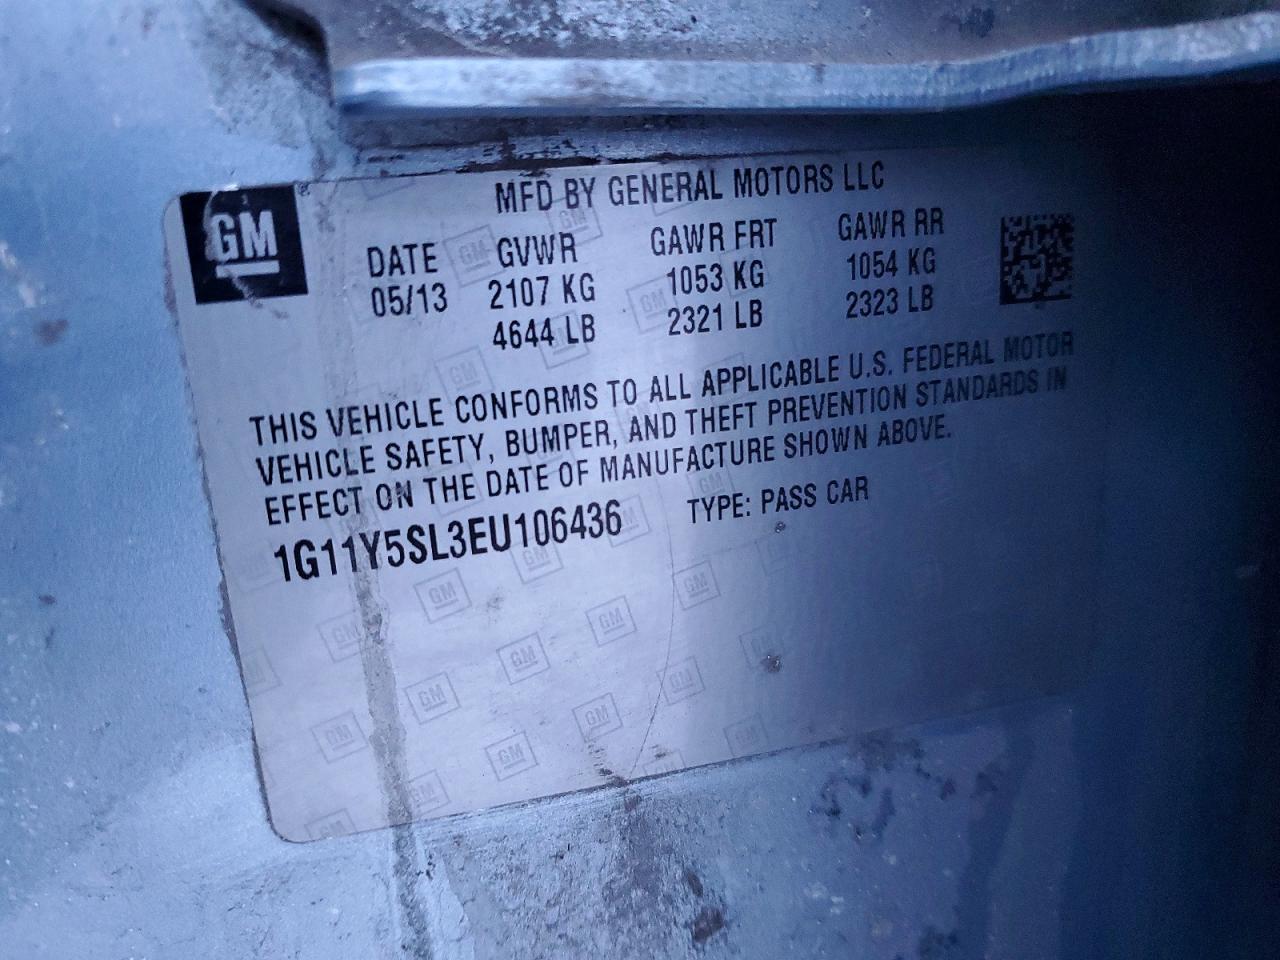 GM
MFD BY GENERAL MOTORS LLC
DATE GVWR GAWR FRT GAWR RR
05/13 2107 KG 1053 KG 1054 KG
4644 LB 2321 LB 2323 LB
THIS VEHICLE CONFORMS TO ALL APPLICABLE U.S. FEDERAL MOTOR
VEHICLE SAFETY, BUMPER, AND THEFT PREVENTION STANDARDS IN
EFFECT ON THE DATE OF MANUFACTURE SHOWN ABOVE.
1G11Y5SL3EU106436 TYPE: PASS CAR